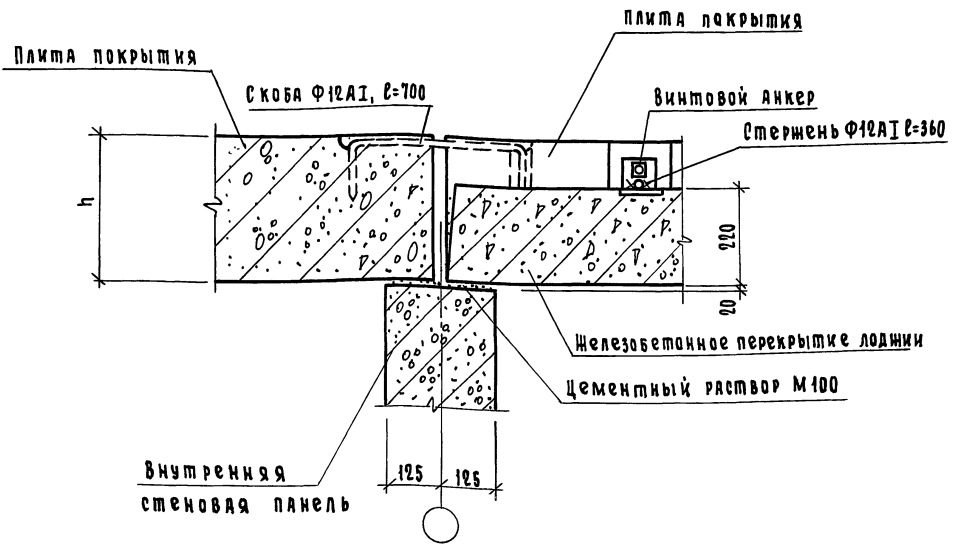 Плита покрытия
Плита покрытия
Скоба Ф12АI, ℓ=700
Винтовой анкер
Стержень Ф12АI ℓ=360
h
220
20
Железобетонное перекрытие лоджии
Цементный раствор М100
125
125
Внутренняя
стеновая панель